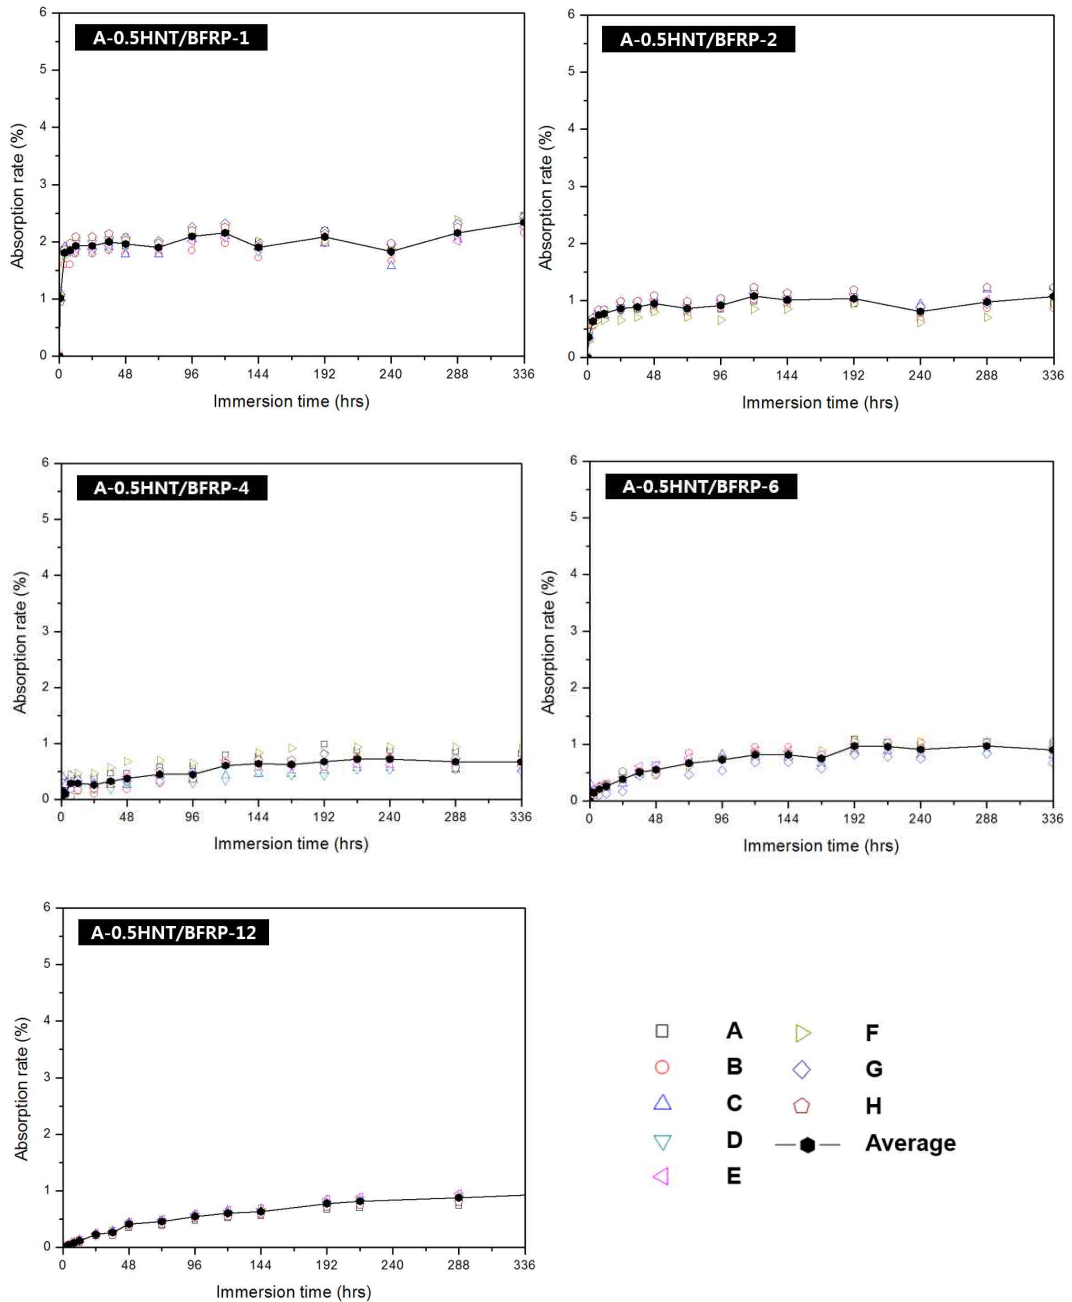 A-0.5HNT/BFRP-1
6
5
4
3
2
1
0
Absorption rate (%)
0 48 96 144 192 240 288 336
Immersion time (hrs)
A-0.5HNT/BFRP-2
6
5
4
3
2
1
0
Absorption rate (%)
0 48 96 144 192 240 288 336
Immersion time (hrs)
A-0.5HNT/BFRP-4
6
5
4
3
2
1
0
Absorption rate (%)
0 48 96 144 192 240 288 336
Immersion time (hrs)
A-0.5HNT/BFRP-6
6
5
4
3
2
1
0
Absorption rate (%)
0 48 96 144 192 240 288 336
Immersion time (hrs)
A-0.5HNT/BFRP-12
6
5
4
3
2
1
0
Absorption rate (%)
0 48 96 144 192 240 288 336
Immersion time (hrs)
A
B
C
D
E
F
G
H
Average